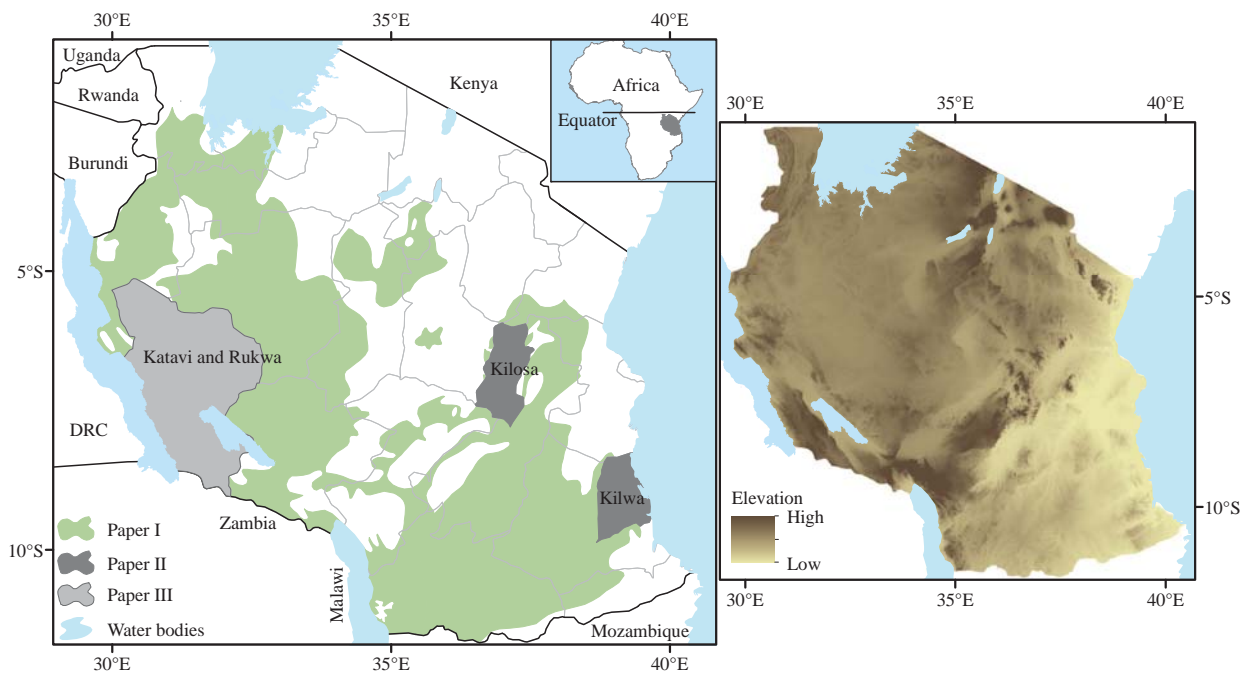 30°E
35°E
40°E
Uganda
Rwanda
Burundi
Kenya
Africa
Equator
5°S
Katavi and Rukwa
Kilosa
DRC
Kilwa
Zambia
10°S
Malawi
Mozambique
Paper I
Paper II
Paper III
Water bodies
30°E
35°E
40°E
30°E
35°E
40°E
5°S
10°S
Elevation
High
Low
30°E
35°E
40°E